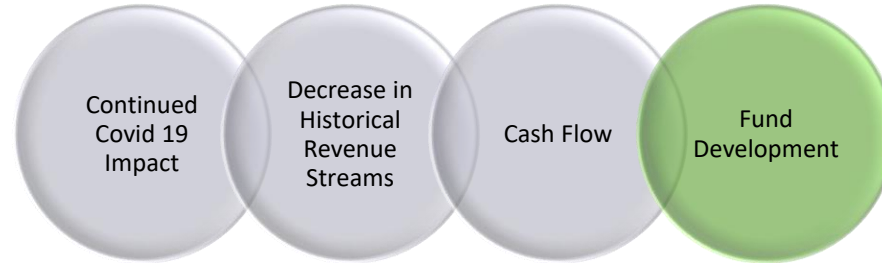 Continued
Covid 19
Impact
Decrease in
Historical
Revenue
Streams
Cash Flow
Fund
Development